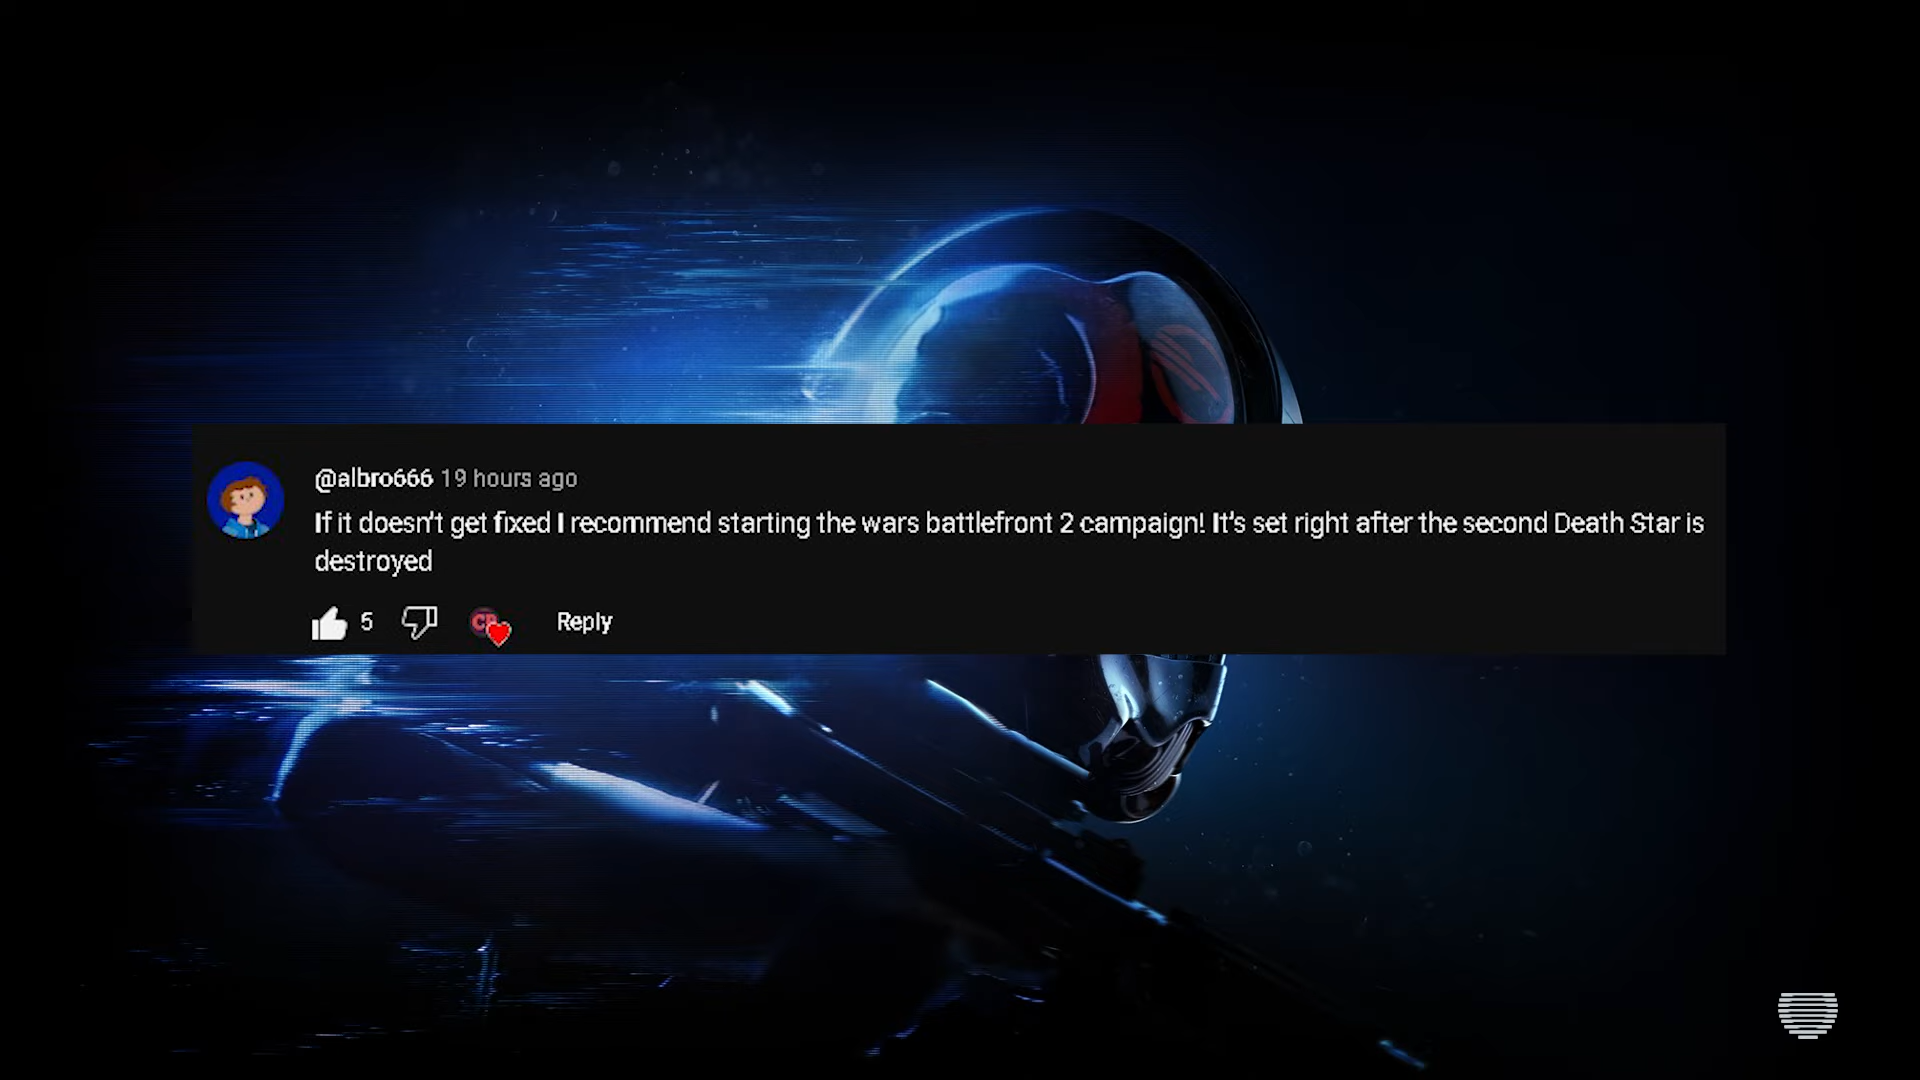 @albro666 19 hours ago
If it doesn't get fixed I recommend starting the wars battlefront 2 campaign! It's set right after the second Death Star is
destroyed
5 Reply